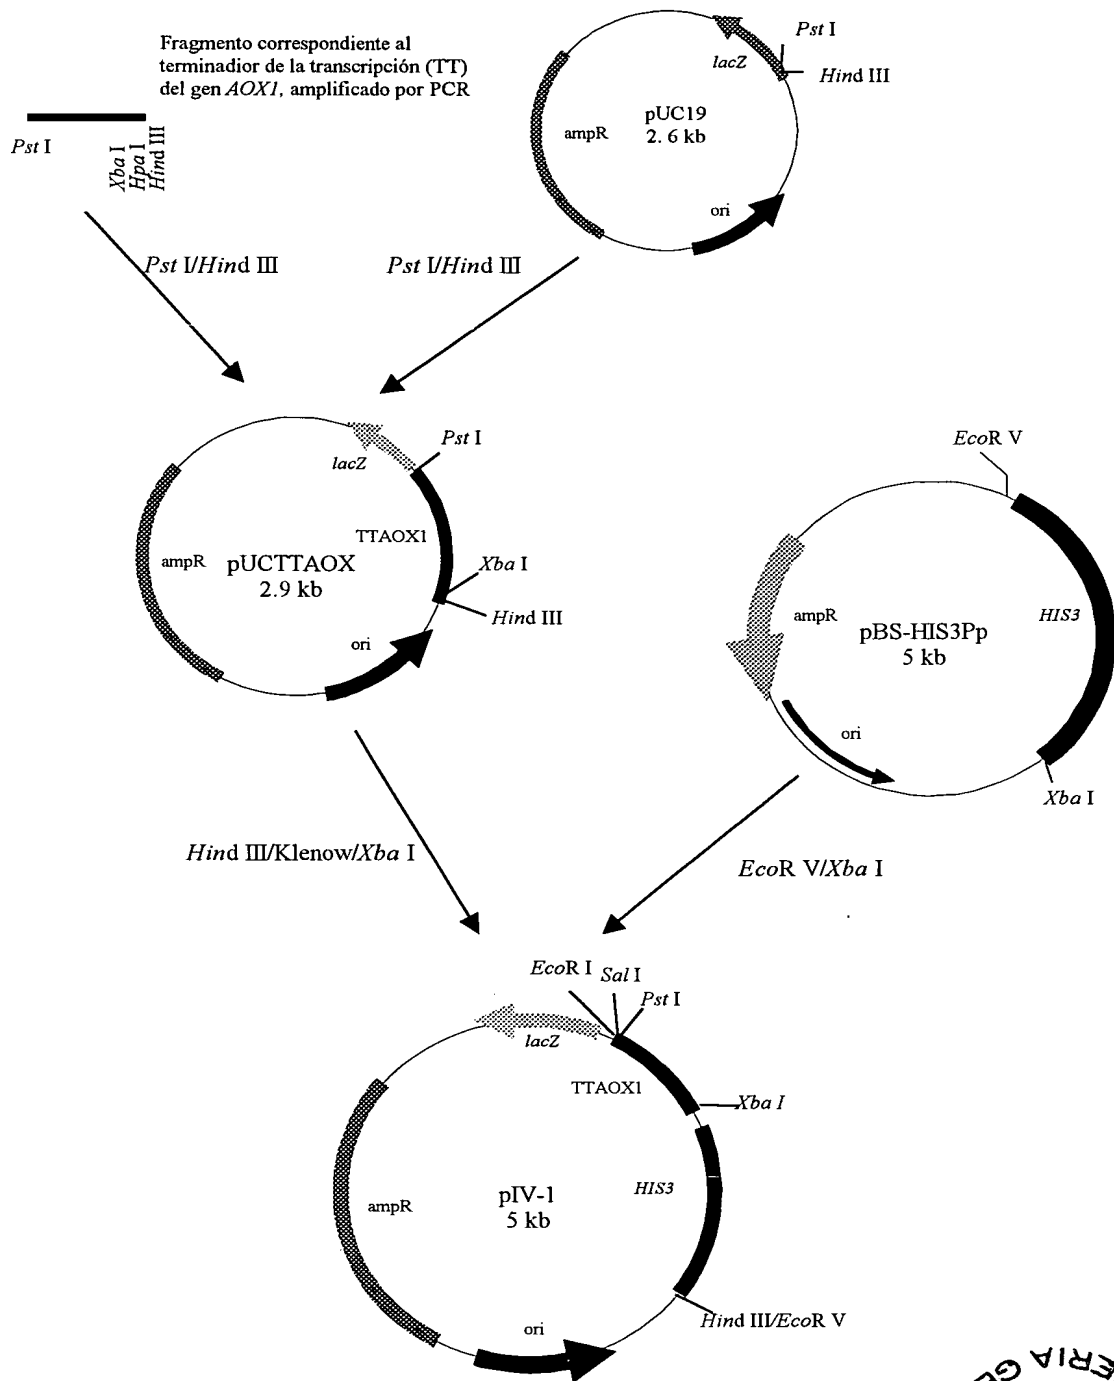 Fragmento correspondiente al
terminadior de la transcripción (TT)
del gen AOX1, amplificado por PCR
Pst I
Xba I
Hpa I
Hind III
Pst I
Hind III
lacZ
pUC19
2. 6 kb
ampR
ori
Pst I/Hind III
Pst I/Hind III
Pst I
lacZ
TTAOX1
ampR
pUCTTAOX
2.9 kb
Xba I
Hind III
ori
EcoR V
ampR
HIS3
pBS-HIS3Pp
5 kb
ori
Xba I
Hind III/Klenow/Xba I
EcoR V/Xba I
EcoR I
Sal I
Pst I
lacZ
TTAOX1
Xba I
HIS3
ampR
pIV-1
5 kb
Hind III/EcoR V
ori